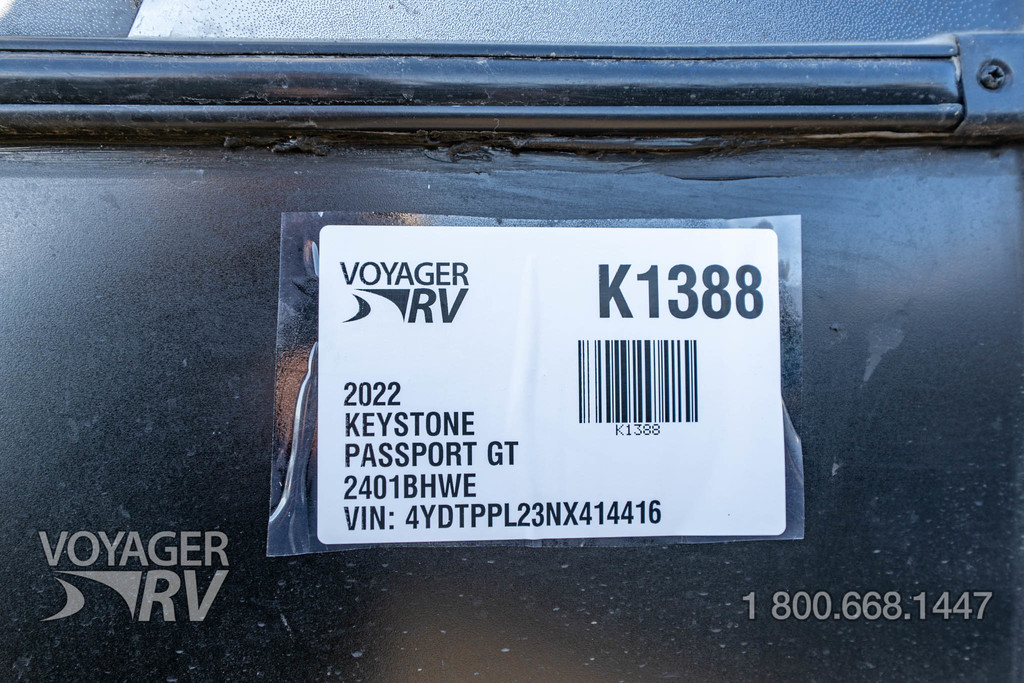 VOYAGER
RV
K1388
K1388
2022
KEYSTONE
PASSPORT GT
2401BHWE
VIN: 4YDTPPL23NX414416
VOYAGER
RV
1 800.668.1447